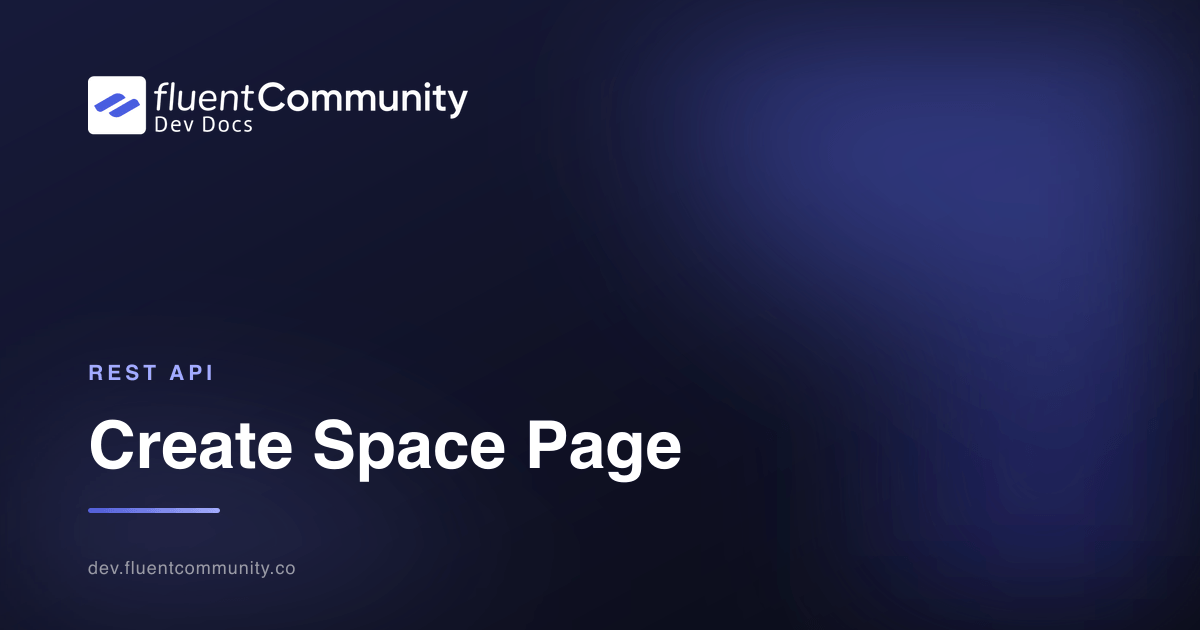 fluentCommunity
Dev Docs
REST API
Create Space Page
dev.fluentcommunity.co